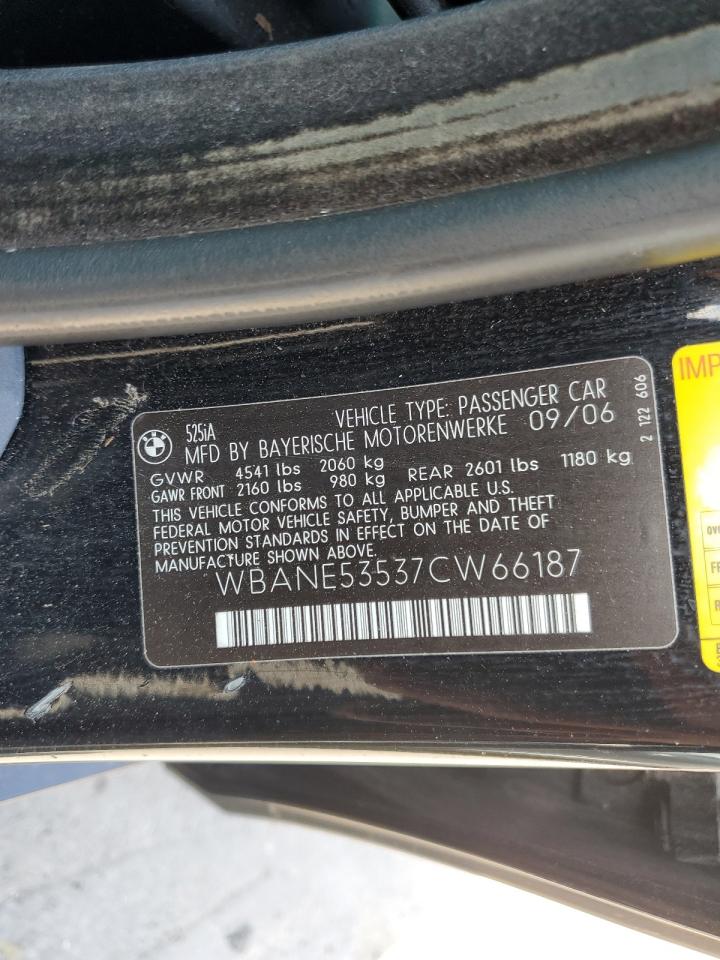 BMW
525iA
VEHICLE TYPE: PASSENGER CAR
MFD BY BAYERISCHE MOTORENWERKE 09/06
GVWR 4541 lbs 2060 kg
GAWR FRONT 2160 lbs 980 kg REAR 2601 lbs 1180 kg
THIS VEHICLE CONFORMS TO ALL APPLICABLE U.S.
FEDERAL MOTOR VEHICLE SAFETY, BUMPER AND THEFT
PREVENTION STANDARDS IN EFFECT ON THE DATE OF
MANUFACTURE SHOWN ABOVE.
WBANE53537CW66187
2 122 606
IMP